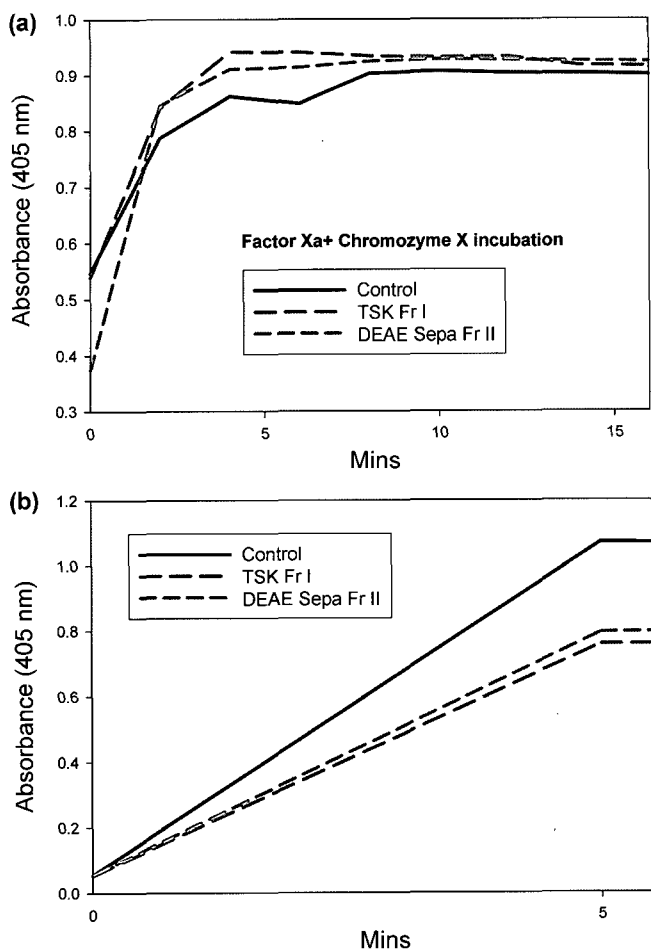 (a)
1.0
0.9
0.8
0.7
0.6
0.5
0.4
0.3
Absorbance (405 nm)
Factor Xa+ Chromozyme X incubation
Control
TSK Fr I
DEAE Sepa Fr II
0
5
10
15
Mins
(b)
1.2
1.0
0.8
0.6
0.4
0.2
0.0
Absorbance (405 nm)
Control
TSK Fr I
DEAE Sepa Fr II
0
5
Mins